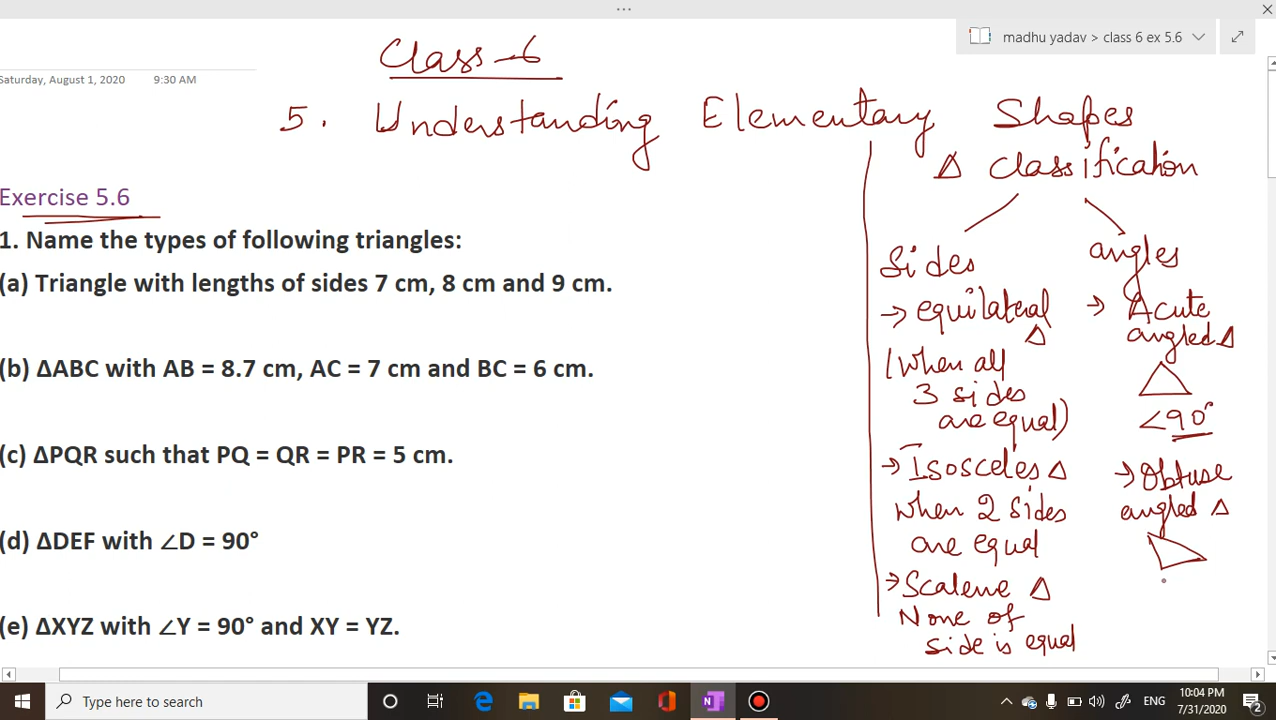 madhu yadav > class 6 ex 5.6
Saturday, August 1, 2020 9:30 AM
Class-6
5. Understanding Elementary Shapes
Exercise 5.6
1. Name the types of following triangles:
(a) Triangle with lengths of sides 7 cm, 8 cm and 9 cm.
(b) ΔABC with AB = 8.7 cm, AC = 7 cm and BC = 6 cm.
(c) ΔPQR such that PQ = QR = PR = 5 cm.
(d) ΔDEF with ∠D = 90°
(e) ΔXYZ with ∠Y = 90° and XY = YZ.
Δ classification
Sides
→ equilateral
Δ
(When all
3 sides
are equal)
→ Isosceles Δ
when 2 sides
are equal
→ Scalene Δ
None of
side is equal
angles
→ Acute
angled Δ
∠90°
→ Obtuse
angled Δ
Type here to search
ENG
10:04 PM
7/31/2020
2